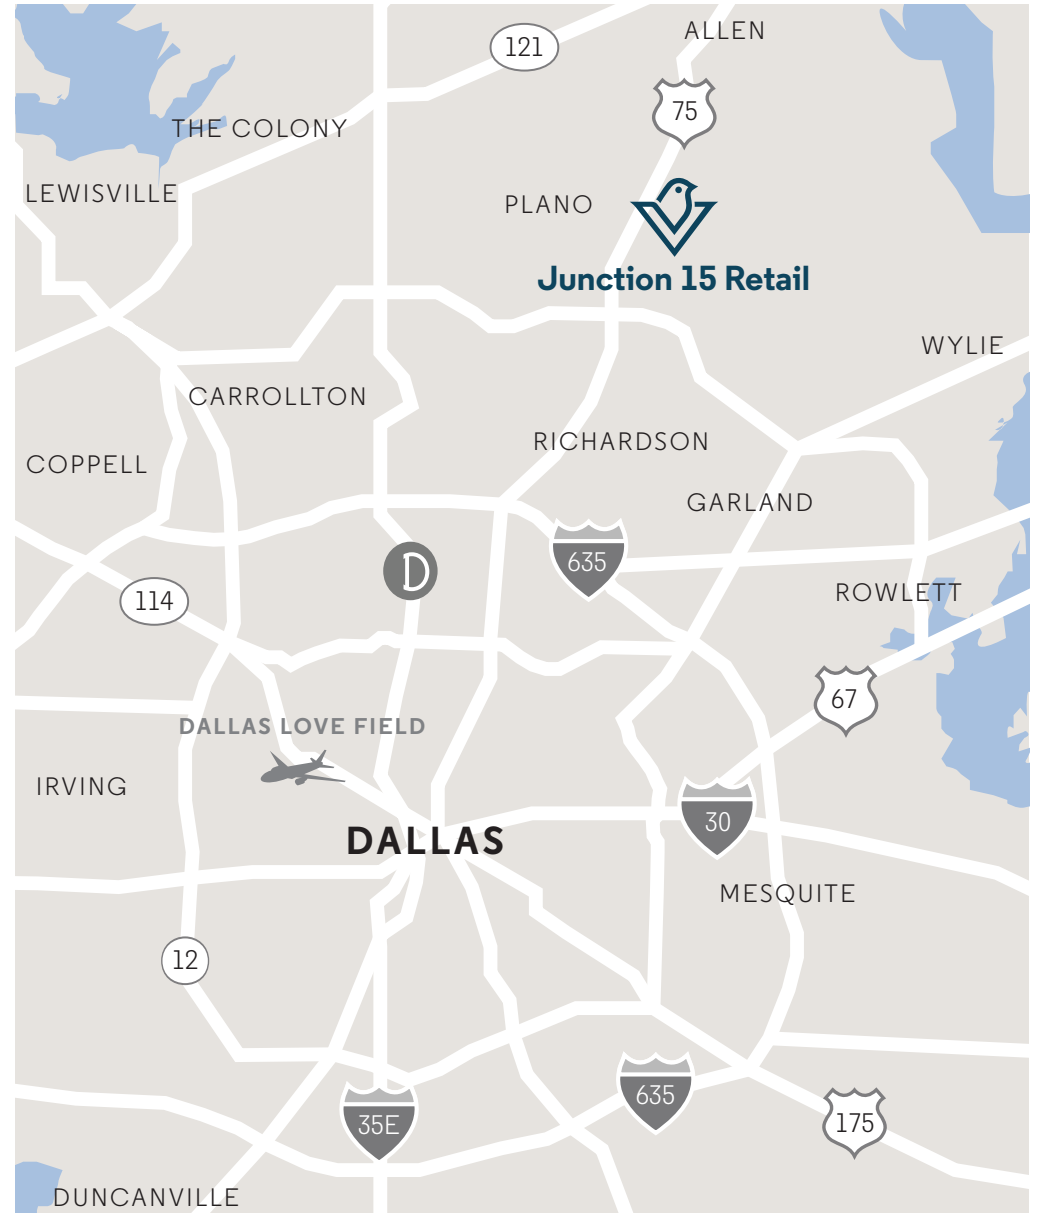 ALLEN
121
75
THE COLONY
LEWISVILLE
PLANO
Junction 15 Retail
WYLIE
CARROLLTON
RICHARDSON
COPPELL
GARLAND
635
D
114
ROWLETT
67
DALLAS LOVE FIELD
IRVING
30
DALLAS
MESQUITE
12
635
35E
175
DUNCANVILLE